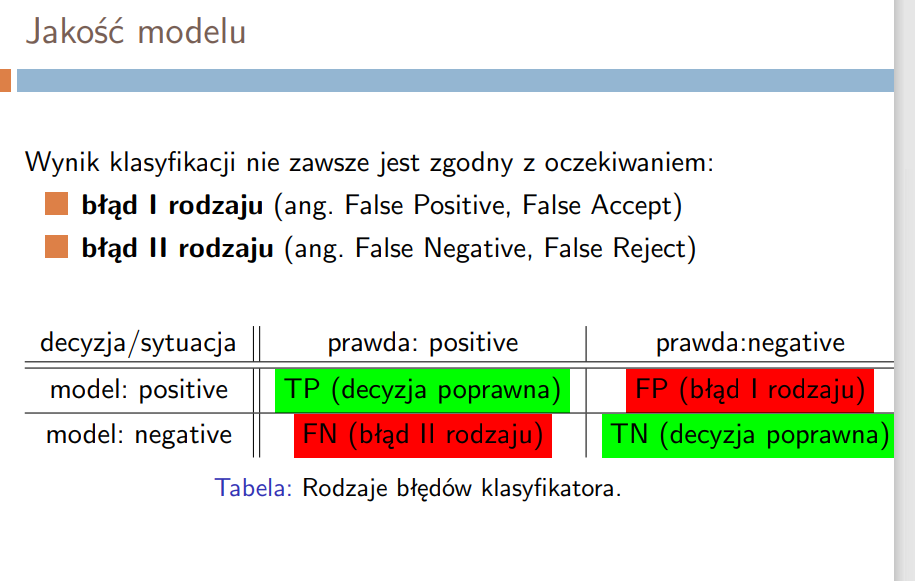 Jakość modelu
Wynik klasyfikacji nie zawsze jest zgodny z oczekiwaniem:
błąd I rodzaju (ang. False Positive, False Accept)
błąd II rodzaju (ang. False Negative, False Reject)
decyzja/sytuacja prawda: positive prawda:negative
model: positive TP (decyzja poprawna) FP (błąd I rodzaju)
model: negative FN (błąd II rodzaju) TN (decyzja poprawna)
Tabela: Rodzaje błędów klasyfikatora.